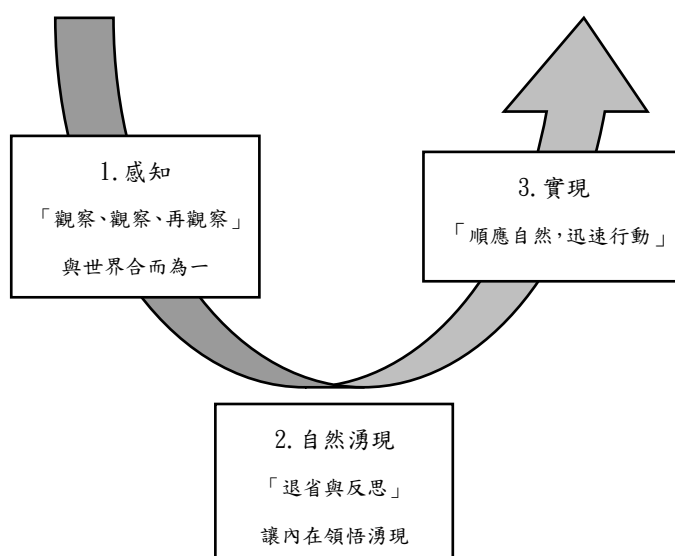 1.感知
「觀察、觀察、再觀察」
與世界合而為一
3.實現
「順應自然,迅速行動」
2.自然湧現
「退省與反思」
讓內在領悟湧現